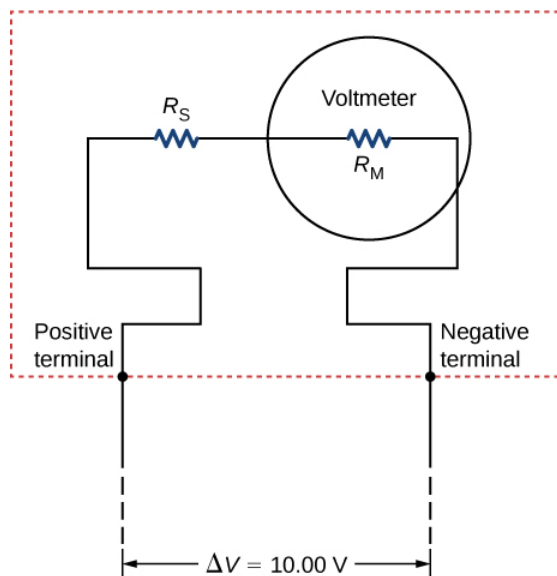 R_S
Voltmeter
R_M
Positive
terminal
Negative
terminal
ΔV = 10.00 V